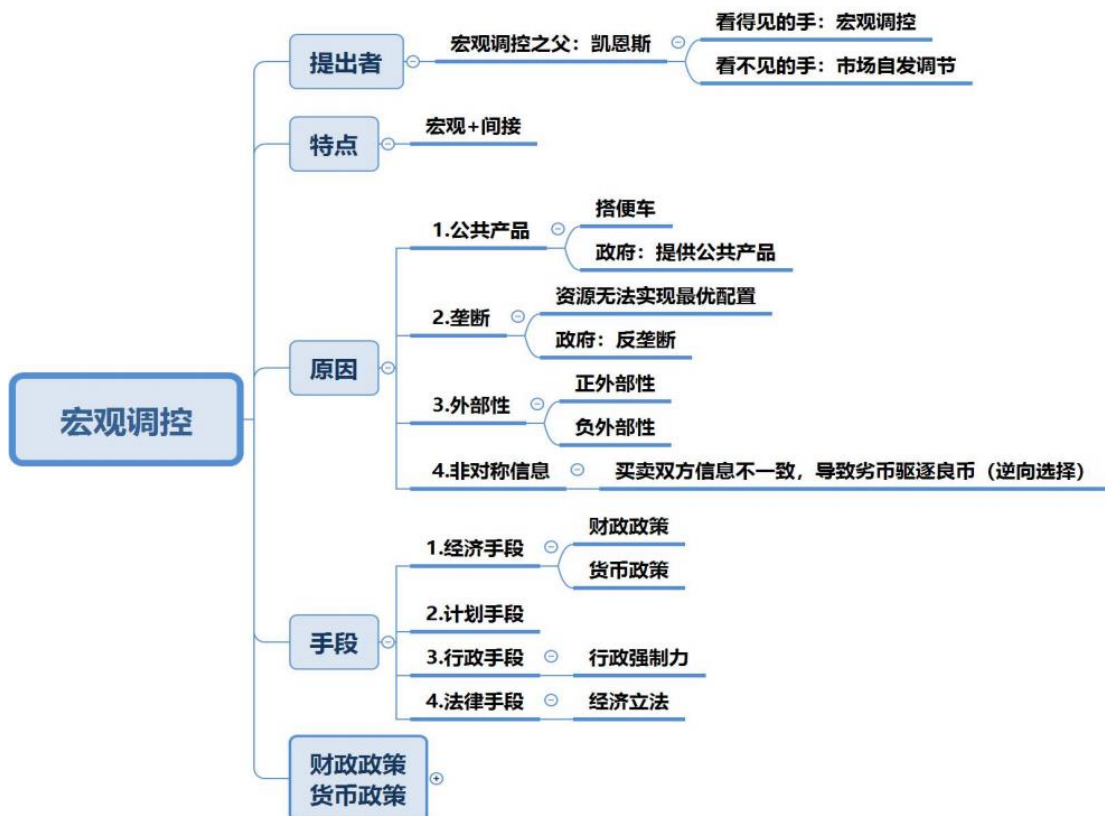 宏观调控
提出者
宏观调控之父：凯恩斯
看得见的手：宏观调控
看不见的手：市场自发调节
特点
宏观+间接
原因
1.公共产品
搭便车
政府：提供公共产品
2.垄断
资源无法实现最优配置
政府：反垄断
3.外部性
正外部性
负外部性
4.非对称信息
买卖双方信息不一致，导致劣币驱逐良币（逆向选择）
手段
1.经济手段
财政政策
货币政策
2.计划手段
3.行政手段
行政强制力
4.法律手段
经济立法
财政政策
货币政策